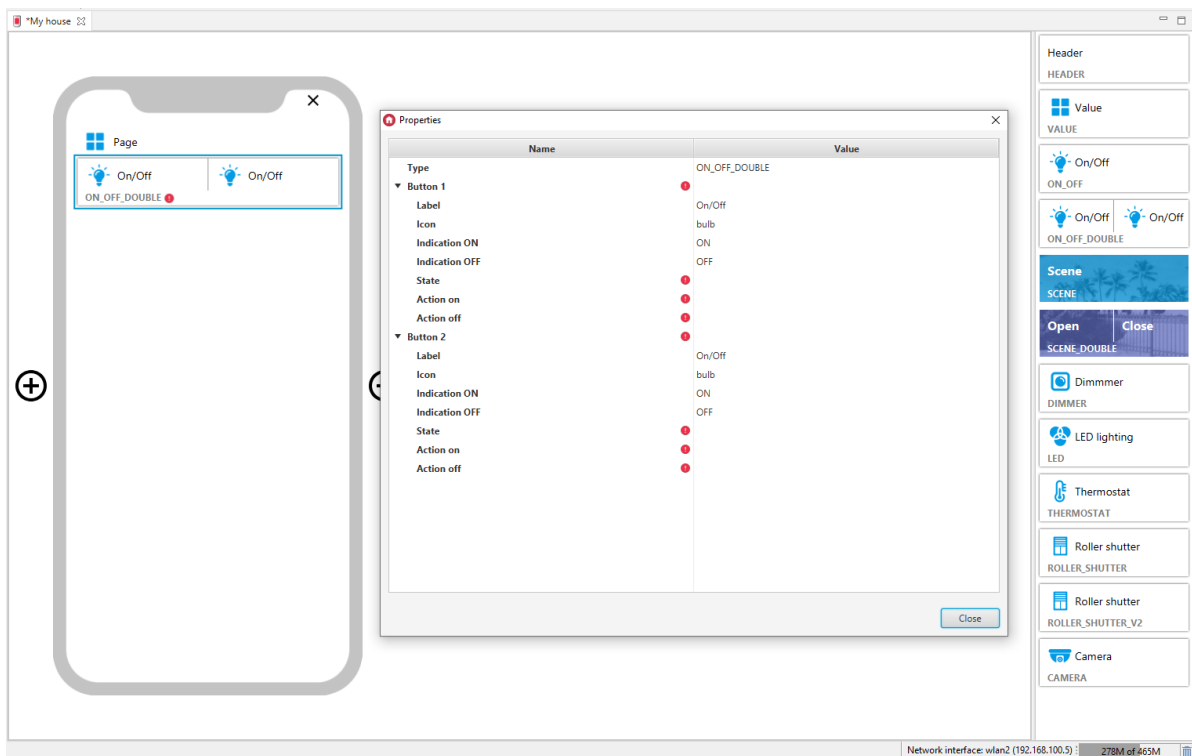 *My house
Page
On/Off On/Off
ON_OFF_DOUBLE
Properties
Name Value
Type ON_OFF_DOUBLE
Button 1
Label On/Off
Icon bulb
Indication ON ON
Indication OFF OFF
State
Action on
Action off
Button 2
Label On/Off
Icon bulb
Indication ON ON
Indication OFF OFF
State
Action on
Action off
Close
Header
HEADER
Value
VALUE
On/Off
ON_OFF
On/Off On/Off
ON_OFF_DOUBLE
Scene
SCENE
Open Close
SCENE_DOUBLE
Dimmmer
DIMMER
LED lighting
LED
Thermostat
THERMOSTAT
Roller shutter
ROLLER_SHUTTER
Roller shutter
ROLLER_SHUTTER_V2
Camera
CAMERA
Network interface: wlan2 (192.168.100.5) 278M of 465M